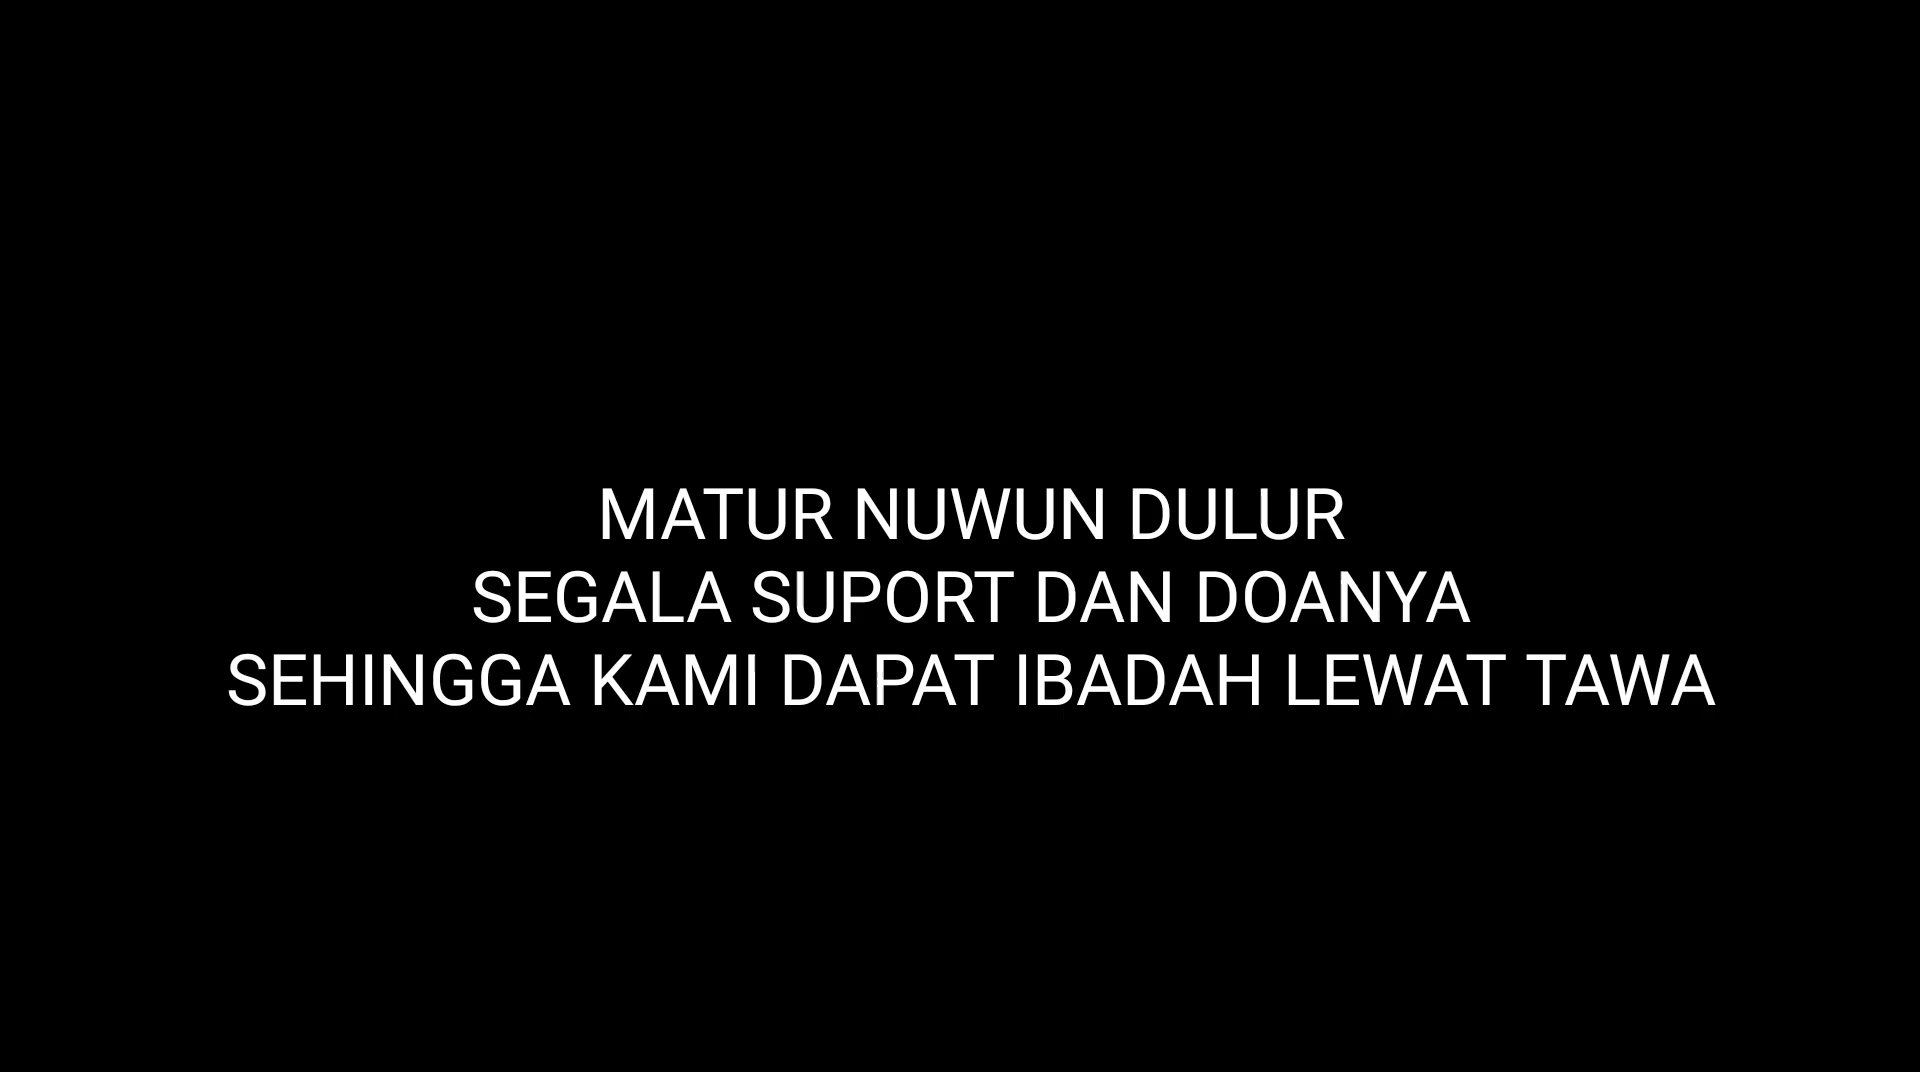 MATUR NUWUN DULUR
SEGALA SUPORT DAN DOANYA
SEHINGGA KAMI DAPAT IBADAH LEWAT TAWA